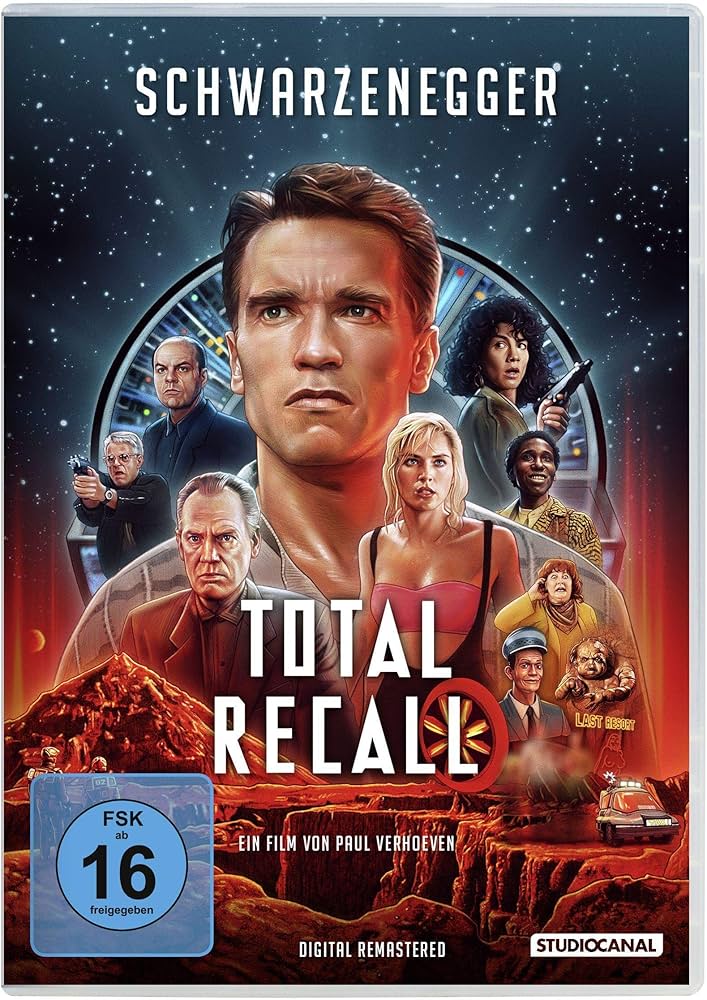 SCHWARZENEGGER
TOTAL
RECALL
LAST RESORT
EIN FILM VON PAUL VERHOEVEN
FSK
ab
16
freigegeben
DIGITAL REMASTERED
STUDIOCANAL